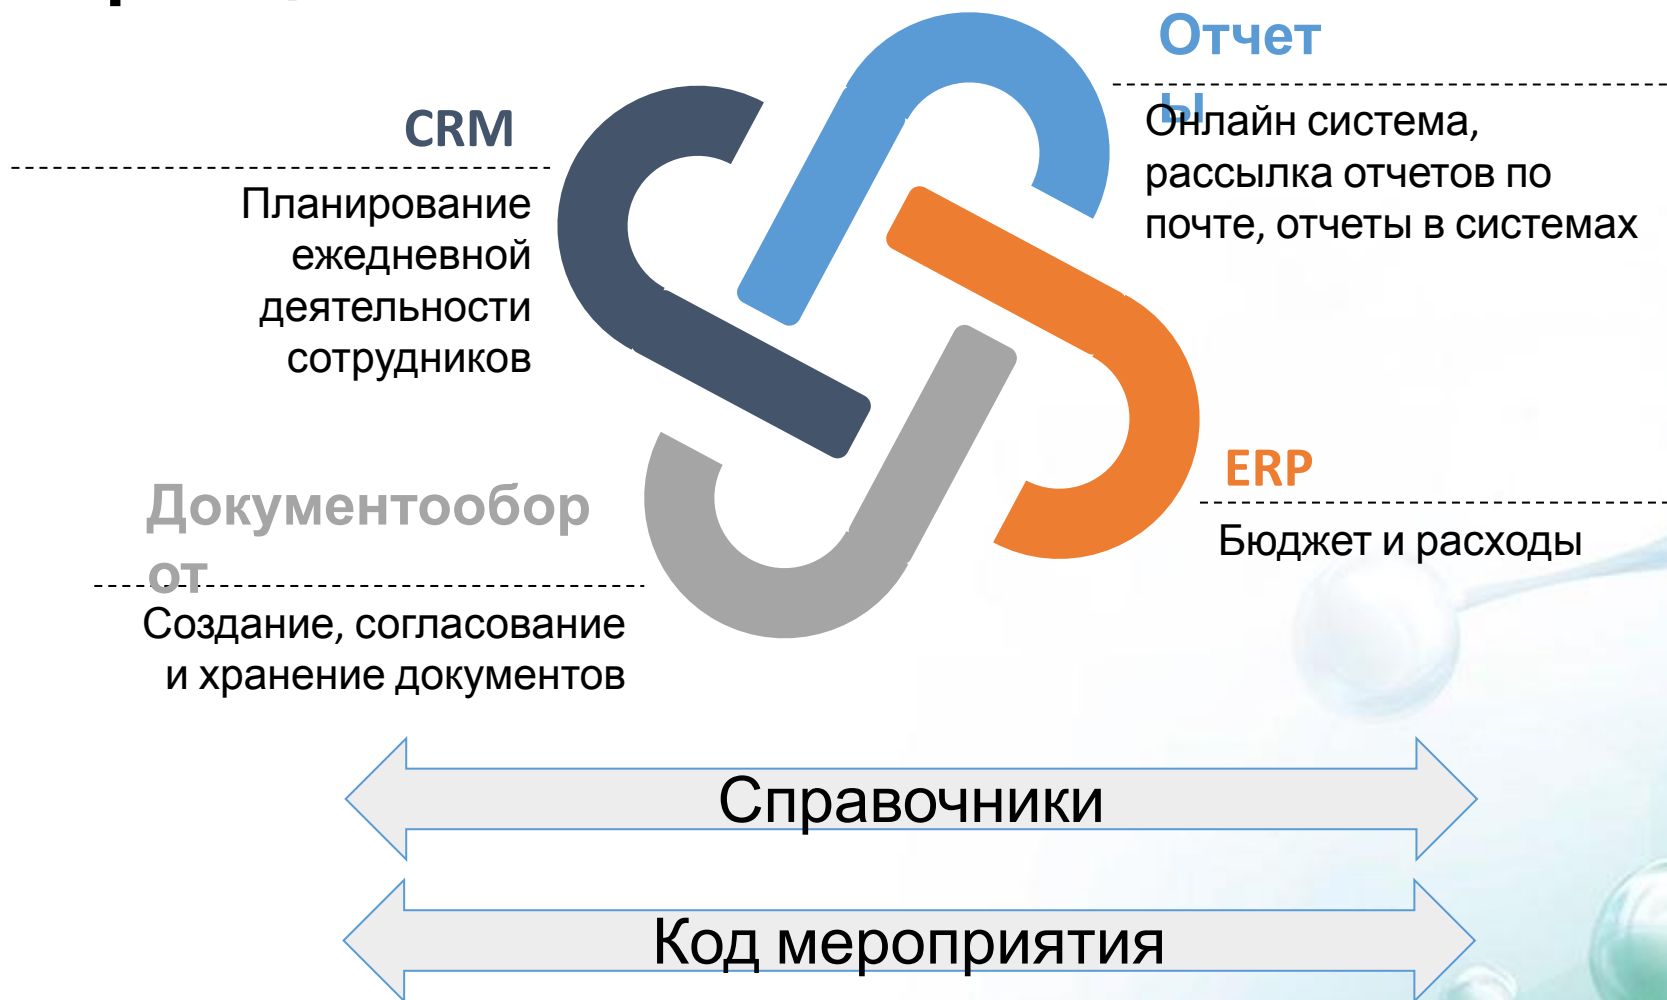 CRM
Планирование
ежедневной
деятельности
сотрудников
Отчет
ы
Онлайн система,
рассылка отчетов по
почте, отчеты в системах
ERP
Бюджет и расходы
Документообор
от
Создание, согласование
и хранение документов
Справочники
Код мероприятия